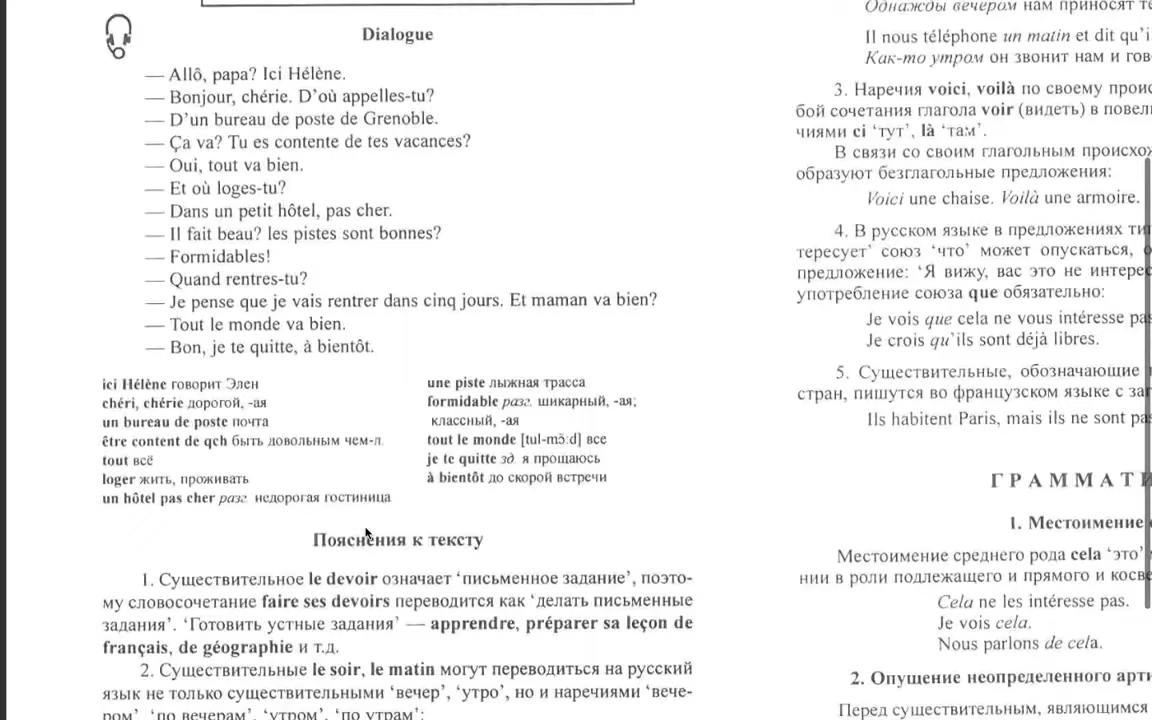 Dialogue
— Allô, papa? Ici Hélène.
— Bonjour, chérie. D’où appelles-tu?
— D’un bureau de poste de Grenoble.
— Ça va? Tu es contente de tes vacances?
— Oui, tout va bien.
— Et où loges-tu?
— Dans un petit hôtel, pas cher.
— Il fait beau? les pistes sont bonnes?
— Formidables!
— Quand rentres-tu?
— Je pense que je vais rentrer dans cinq jours. Et maman va bien?
— Tout le monde va bien.
— Bon, je te quitte, à bientôt.
ici Hélène говорит Элен
chéri, chérie дорогой, -ая
un bureau de poste почта
être content de qch быть довольным чем-л.
tout всё
loger жить, проживать
un hôtel pas cher разг. недорогая гостиница
une piste лыжная трасса
formidable разг. шикарный, -ая;
классный, -ая
tout le monde [tul-mɔ̃:d] все
je te quitte зд. я прощаюсь
à bientôt до скорой встречи
Пояснения к тексту
1. Существительное le devoir означает ‘письменное задание’, поэто-
му словосочетание faire ses devoirs переводится как ‘делать письменные
задания’. ‘Готовить устные задания’ — apprendre, préparer sa leçon de
français, de géographie и т.д.
2. Существительные le soir, le matin могут переводиться на русский
язык не только существительными ‘вечер’, ‘утро’, но и наречиями ‘вече-
ром’, ‘по вечерам’, ‘утром’, ‘по утрам’:
Однажды вечером нам приносят
Il nous téléphone un matin et dit
Как-то утром он звонит нам и
3. Наречия voici, voilà по своему
бой сочетания глагола voir (видеть) в
чиями ci ‘тут’, là ‘там’.
В связи со своим глагольным
образуют безглагольные предложения:
Voici une chaise. Voilà une armoire.
4. В русском языке в предложениях
тересует’ союз ‘что’ может опускаться,
предложение: ‘Я вижу, вас это не
употребление союза que обязательно:
Je vois que cela ne vous intéresse
Je crois qu’ils sont déjà libres.
5. Существительные, обозначающие
стран, пишутся во французском языке с
Ils habitent Paris, mais ils ne sont
1. Местоимение
Местоимение среднего рода cela ‘это’
нии в роли подлежащего и прямого и
Cela ne les intéresse pas.
Je vois cela.
Nous parlons de cela.
2. Опущение неопределенного
Перед существительным, являющимся